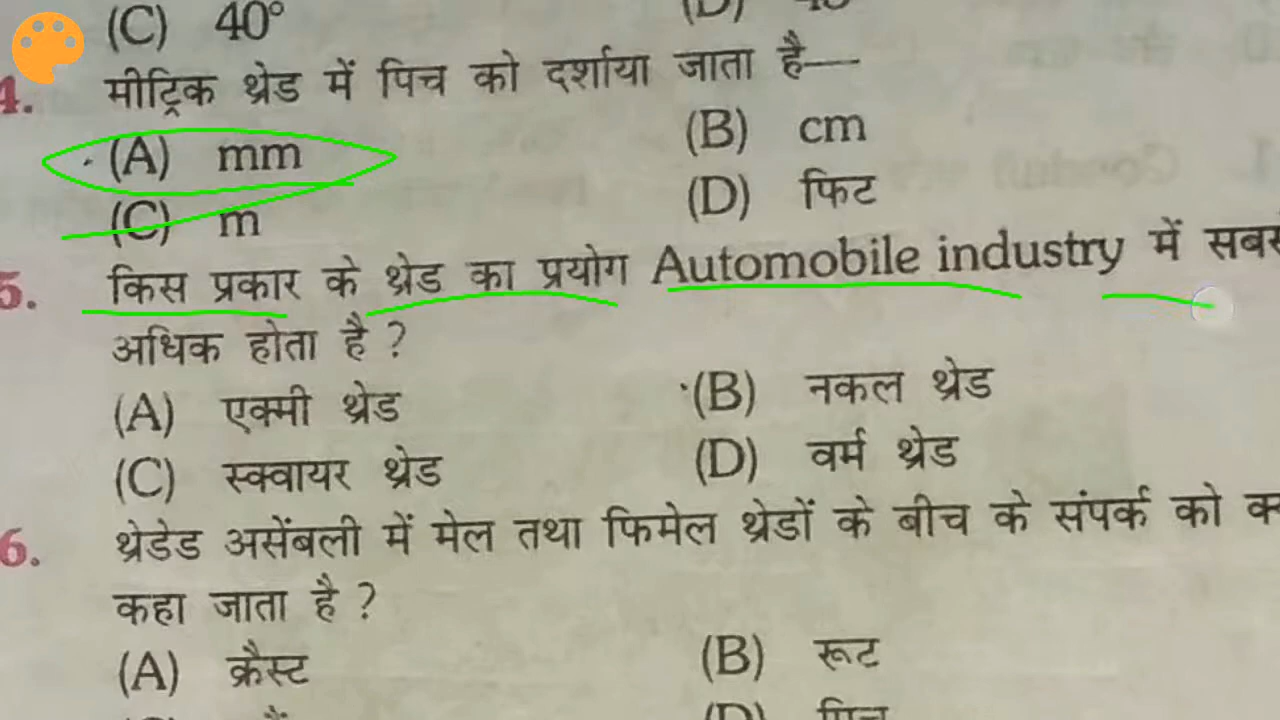 (C) 40° (D)
4. मीट्रिक थ्रेड में पिच को दर्शाया जाता है—
(A) mm (B) cm
(C) m (D) फिट
5. किस प्रकार के थ्रेड का प्रयोग Automobile industry में
अधिक होता है ?
(A) एक्मी थ्रेड (B) नकल थ्रेड
(C) स्क्वायर थ्रेड (D) वर्म थ्रेड
6. थ्रेडेड असेंबली में मेल तथा फिमेल थ्रेडों के बीच के संपर्क को
कहा जाता है ?
(A) क्रैस्ट (B) रूट
(D)